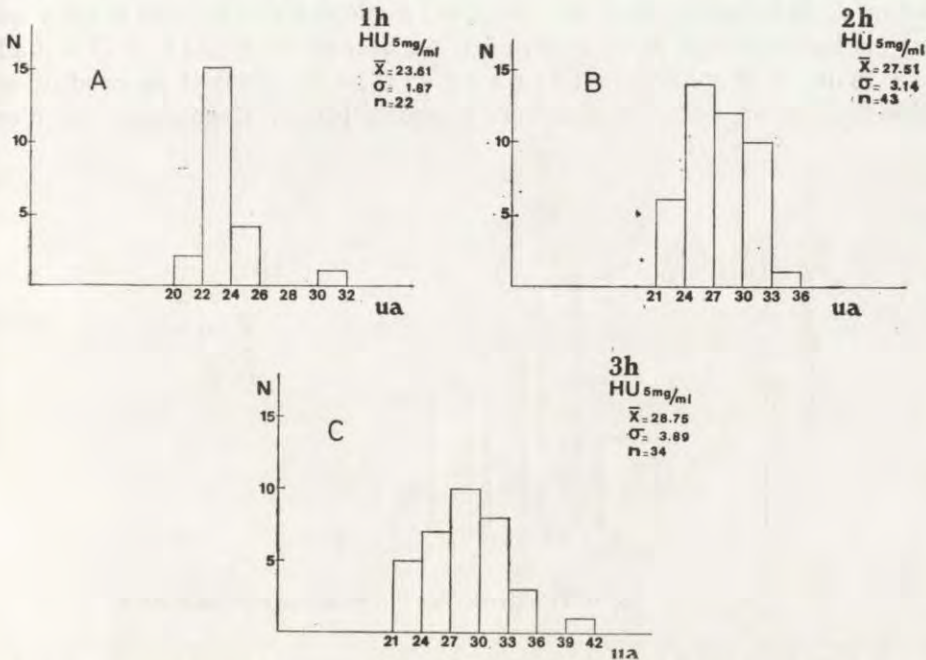 1h
HU 5mg/ml
X̅=23.61
σ= 1.87
n=22
N
A
15
10
5
20 22 24 26 28 30 32
ua
2h
HU 5mg/ml
X̅=27.51
σ= 3.14
n=43
N
B
15
10
5
21 24 27 30 33 36
ua
3h
HU 5mg/ml
X̅=28.75
σ= 3.89
n=34
N
C
15
10
5
21 24 27 30 33 36 39 42
ua